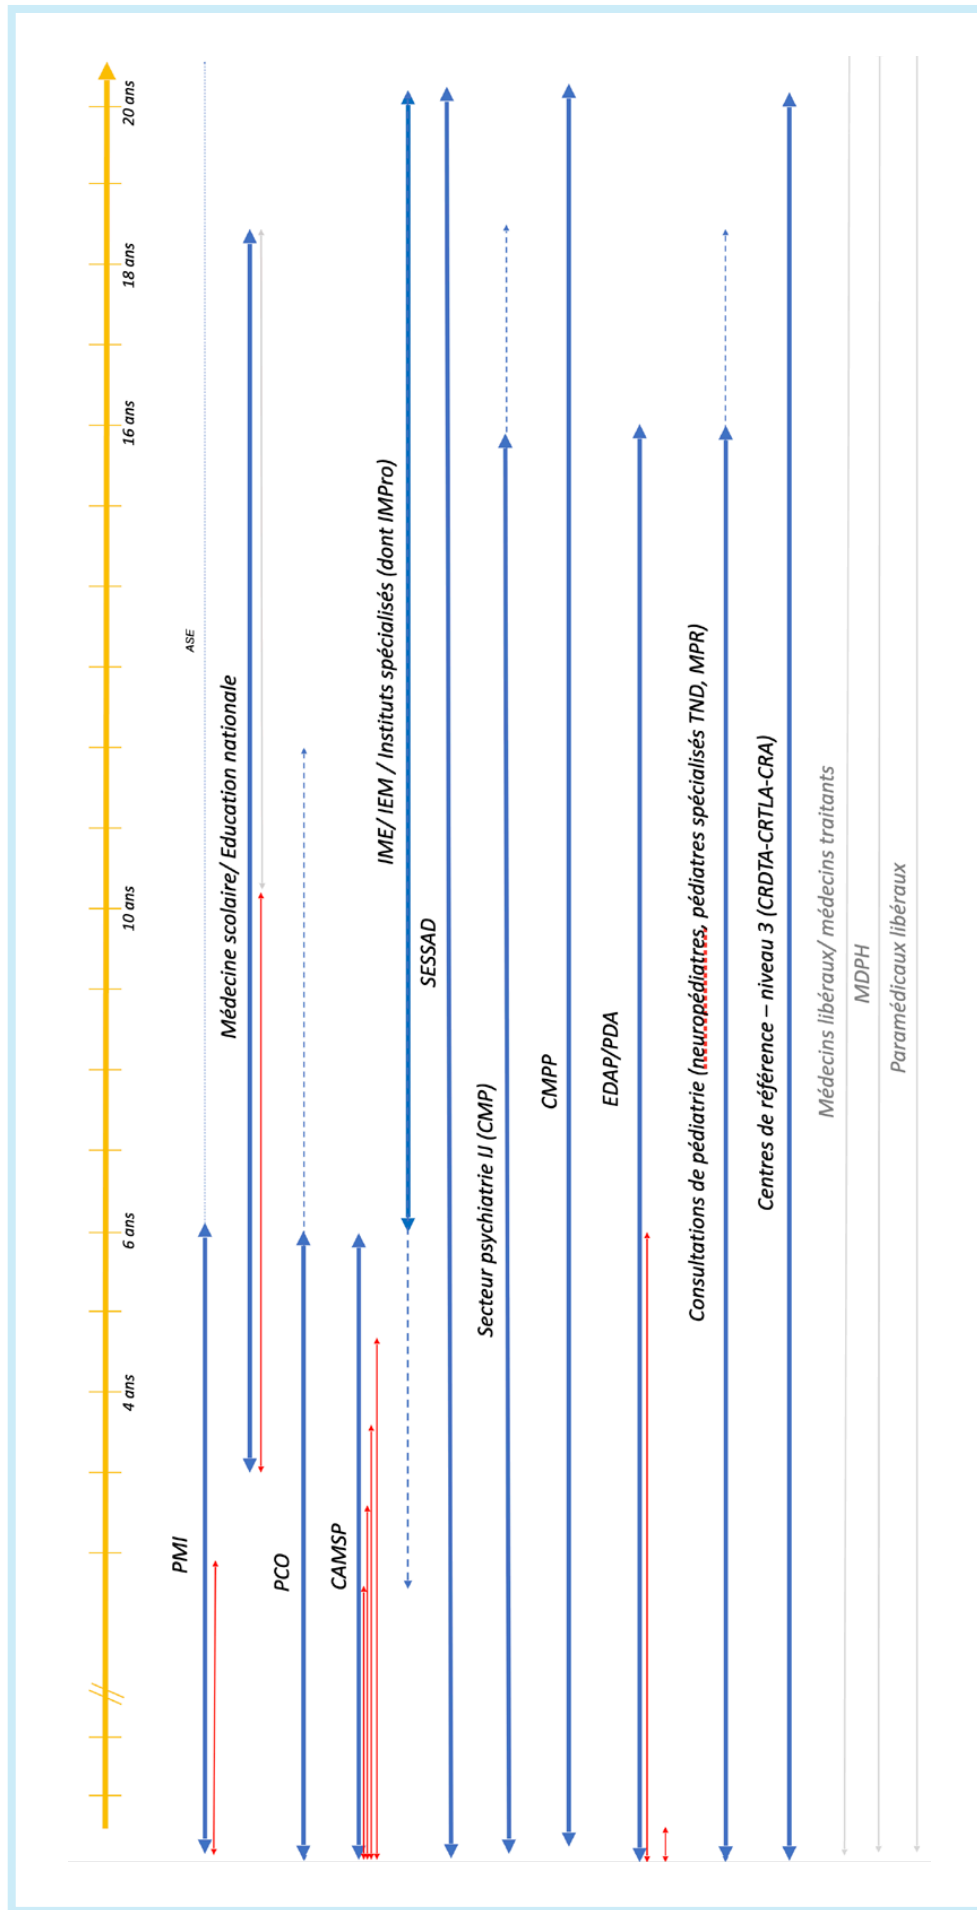 20 ans
18 ans
16 ans
10 ans
6 ans
4 ans
ASE
PMI
Médecine scolaire/ Education nationale
PCO
CAMSP
IME/ IEM / Instituts spécialisés (dont IMPro)
SESSAD
Secteur psychiatrie IJ (CMP)
CMPP
EDAP/PDA
Consultations de pédiatrie (neuropédiatres, pédiatres spécialisés TND, MPR)
Centres de référence – niveau 3 (CRDTA-CRTLA-CRA)
Médecins libéraux/ médecins traitants
MDPH
Paramédicaux libéraux